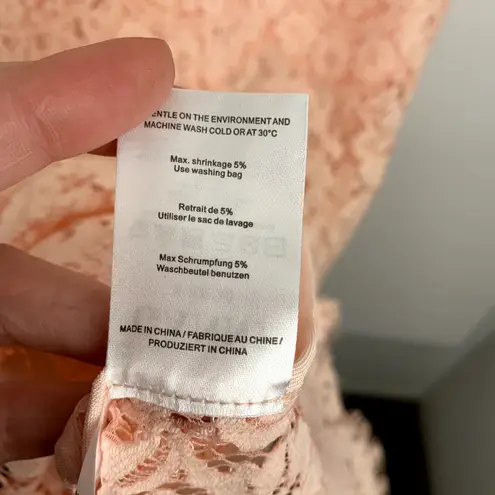 ENTLE ON THE ENVIRONMENT AND
MACHINE WASH COLD OR AT 30°C
Max. shrinkage 5%
Use washing bag
Retrait de 5%
Utiliser le sac de lavage
Max Schrumpfung 5%
Waschbeutel benutzen
MADE IN CHINA / FABRIQUE AU CHINE /
PRODUZIERT IN CHINA